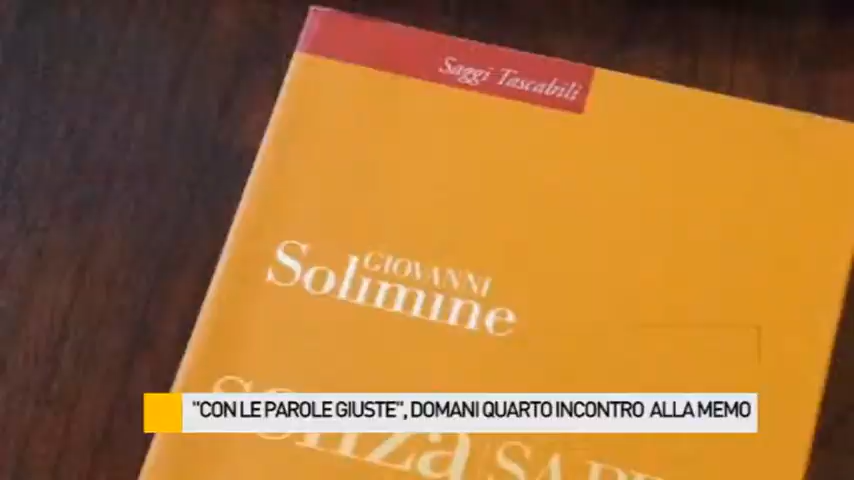 Saggi Tascabili
GIOVANNI
Solimine
"CON LE PAROLE GIUSTE", DOMANI QUARTO INCONTRO ALLA MEMO